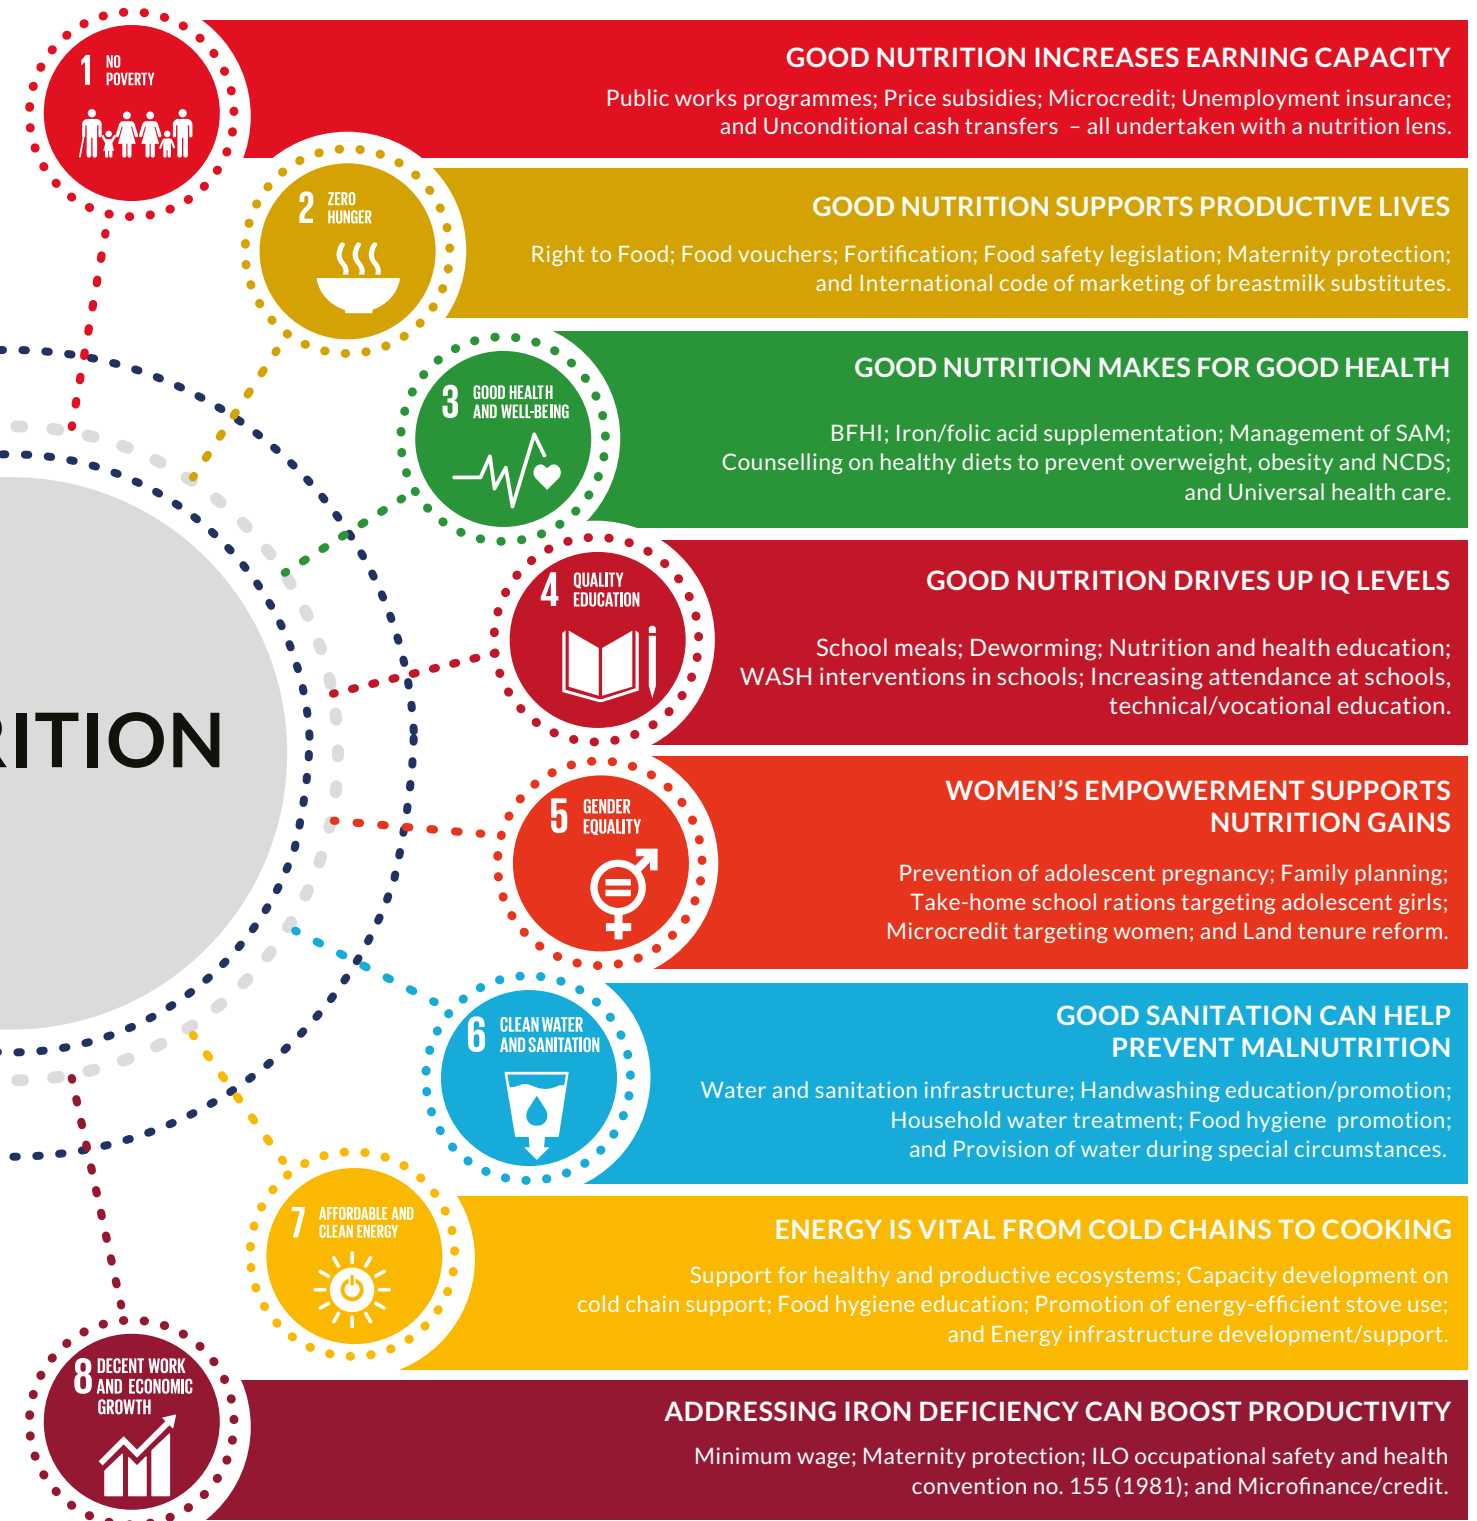 1 NO
POVERTY
GOOD NUTRITION INCREASES EARNING CAPACITY
Public works programmes; Price subsidies; Microcredit; Unemployment insurance;
and Unconditional cash transfers – all undertaken with a nutrition lens.
2 ZERO
HUNGER
GOOD NUTRITION SUPPORTS PRODUCTIVE LIVES
Right to Food; Food vouchers; Fortification; Food safety legislation; Maternity protection;
and International code of marketing of breastmilk substitutes.
3 GOOD HEALTH
AND WELL-BEING
GOOD NUTRITION MAKES FOR GOOD HEALTH
BFHI; Iron/folic acid supplementation; Management of SAM;
Counselling on healthy diets to prevent overweight, obesity and NCDS;
and Universal health care.
4 QUALITY
EDUCATION
GOOD NUTRITION DRIVES UP IQ LEVELS
School meals; Deworming; Nutrition and health education;
WASH interventions in schools; Increasing attendance at schools,
technical/vocational education.
RITION
5 GENDER
EQUALITY
WOMEN’S EMPOWERMENT SUPPORTS
NUTRITION GAINS
Prevention of adolescent pregnancy; Family planning;
Take-home school rations targeting adolescent girls;
Microcredit targeting women; and Land tenure reform.
6 CLEAN WATER
AND SANITATION
GOOD SANITATION CAN HELP
PREVENT MALNUTRITION
Water and sanitation infrastructure; Handwashing education/promotion;
Household water treatment; Food hygiene promotion;
and Provision of water during special circumstances.
7 AFFORDABLE AND
CLEAN ENERGY
ENERGY IS VITAL FROM COLD CHAINS TO COOKING
Support for healthy and productive ecosystems; Capacity development on
cold chain support; Food hygiene education; Promotion of energy-efficient stove use;
and Energy infrastructure development/support.
8 DECENT WORK
AND ECONOMIC
GROWTH
ADDRESSING IRON DEFICIENCY CAN BOOST PRODUCTIVITY
Minimum wage; Maternity protection; ILO occupational safety and health
convention no. 155 (1981); and Microfinance/credit.